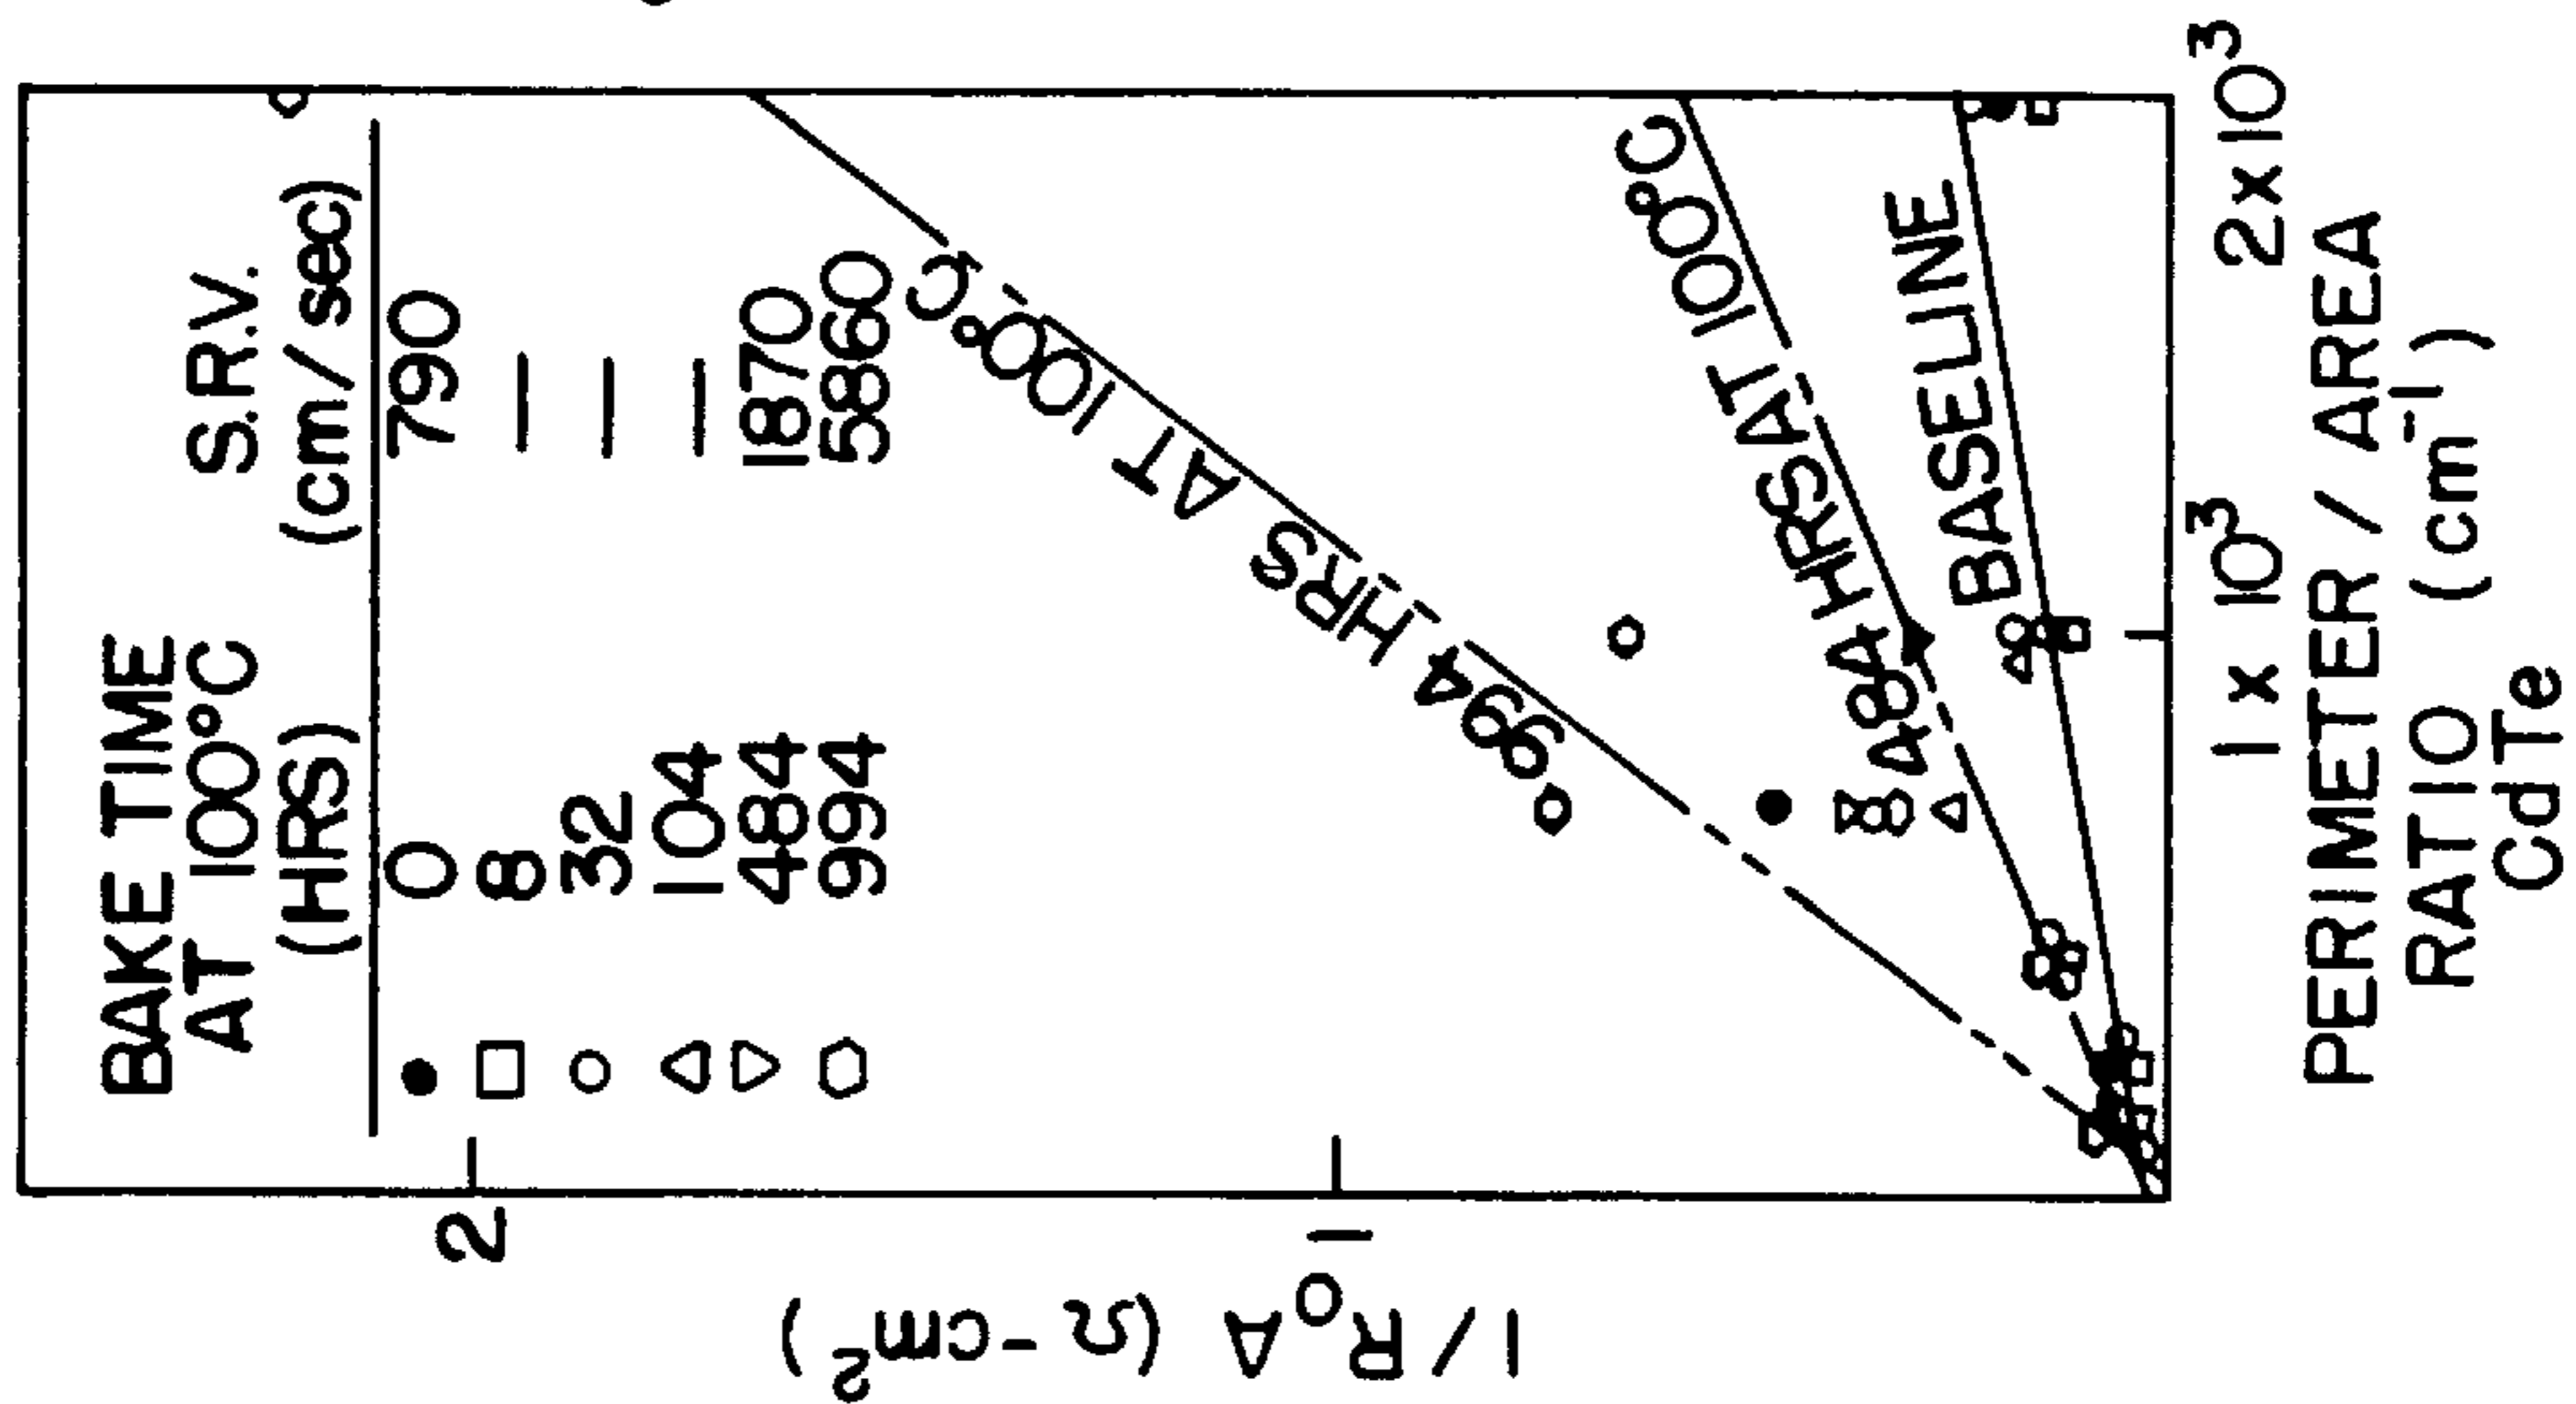 BAKE TIME
AT 100°C
(HRS)
S.R.V.
(cm/sec)
0 790
8 —
32 —
104 —
484 1870
994 5860
994 HRS AT 100°C
484 HRS AT 100°C
BASELINE
2
1
1/R₀A (Ω-cm²)
1 x 10³
2x10³
PERIMETER / AREA
RATIO (cm⁻¹)
CdTe